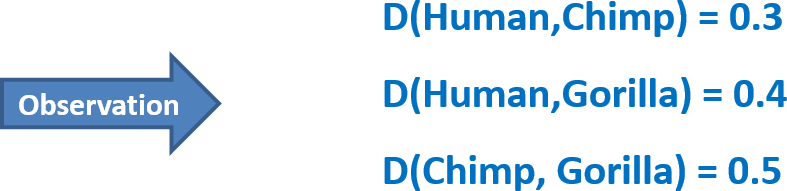 D(Human,Chimp) = 0.3
D(Human,Gorilla) = 0.4
Observation
D(Chimp, Gorilla) = 0.5